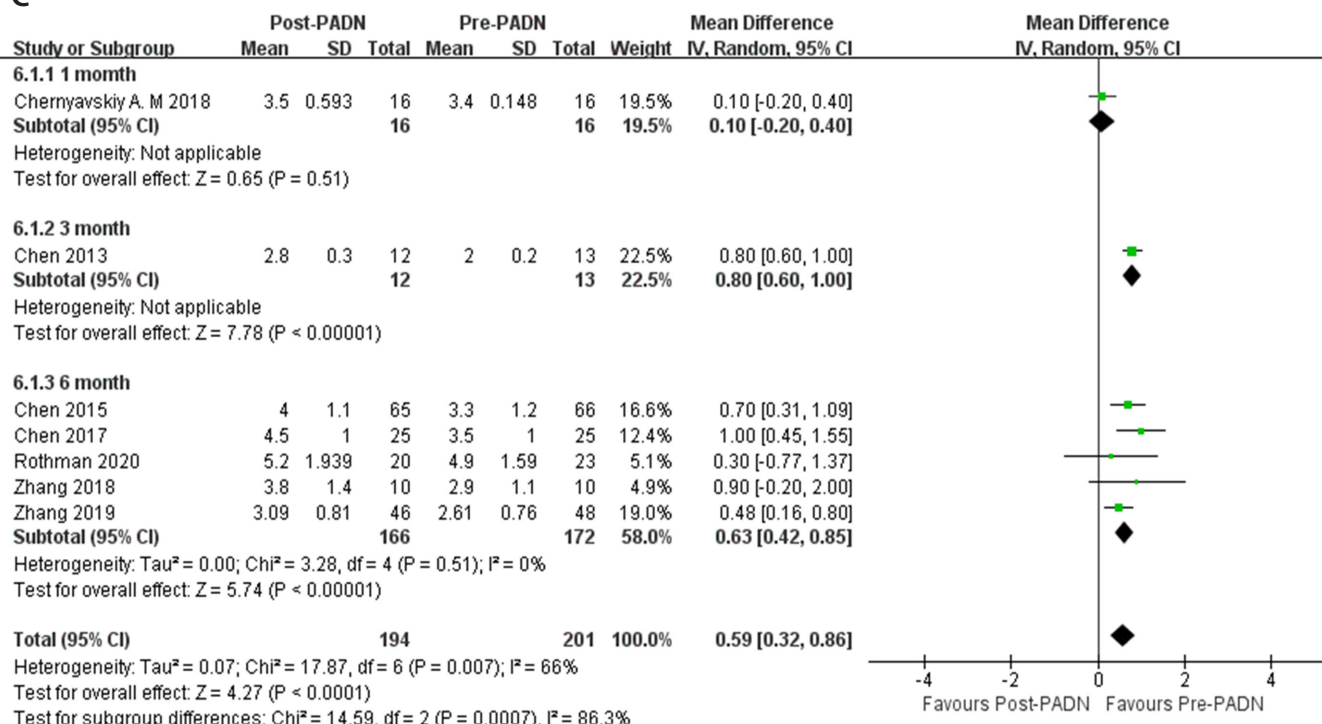 Post-PADN Pre-PADN Mean Difference Mean Difference
Study or Subgroup Mean SD Total Mean SD Total Weight IV, Random, 95% CI IV, Random, 95% CI
6.1.1 1 momth
Chernyavskiy A. M 2018 3.5 0.593 16 3.4 0.148 16 19.5% 0.10 [-0.20, 0.40]
Subtotal (95% CI) 16 16 19.5% 0.10 [-0.20, 0.40]
Heterogeneity: Not applicable
Test for overall effect: Z = 0.65 (P = 0.51)
6.1.2 3 month
Chen 2013 2.8 0.3 12 2 0.2 13 22.5% 0.80 [0.60, 1.00]
Subtotal (95% CI) 12 13 22.5% 0.80 [0.60, 1.00]
Heterogeneity: Not applicable
Test for overall effect: Z = 7.78 (P < 0.00001)
6.1.3 6 month
Chen 2015 4 1.1 65 3.3 1.2 66 16.6% 0.70 [0.31, 1.09]
Chen 2017 4.5 1 25 3.5 1 25 12.4% 1.00 [0.45, 1.55]
Rothman 2020 5.2 1.939 20 4.9 1.59 23 5.1% 0.30 [-0.77, 1.37]
Zhang 2018 3.8 1.4 10 2.9 1.1 10 4.9% 0.90 [-0.20, 2.00]
Zhang 2019 3.09 0.81 46 2.61 0.76 48 19.0% 0.48 [0.16, 0.80]
Subtotal (95% CI) 166 172 58.0% 0.63 [0.42, 0.85]
Heterogeneity: Tau² = 0.00; Chi² = 3.28, df = 4 (P = 0.51); I² = 0%
Test for overall effect: Z = 5.74 (P < 0.00001)
Total (95% CI) 194 201 100.0% 0.59 [0.32, 0.86]
Heterogeneity: Tau² = 0.07; Chi² = 17.87, df = 6 (P = 0.007); I² = 66%
Test for overall effect: Z = 4.27 (P < 0.0001)
Test for subgroup differences: Chi² = 14.59, df = 2 (P = 0.0007), I² = 86.3%
-4 -2 0 2 4
Favours Post-PADN Favours Pre-PADN